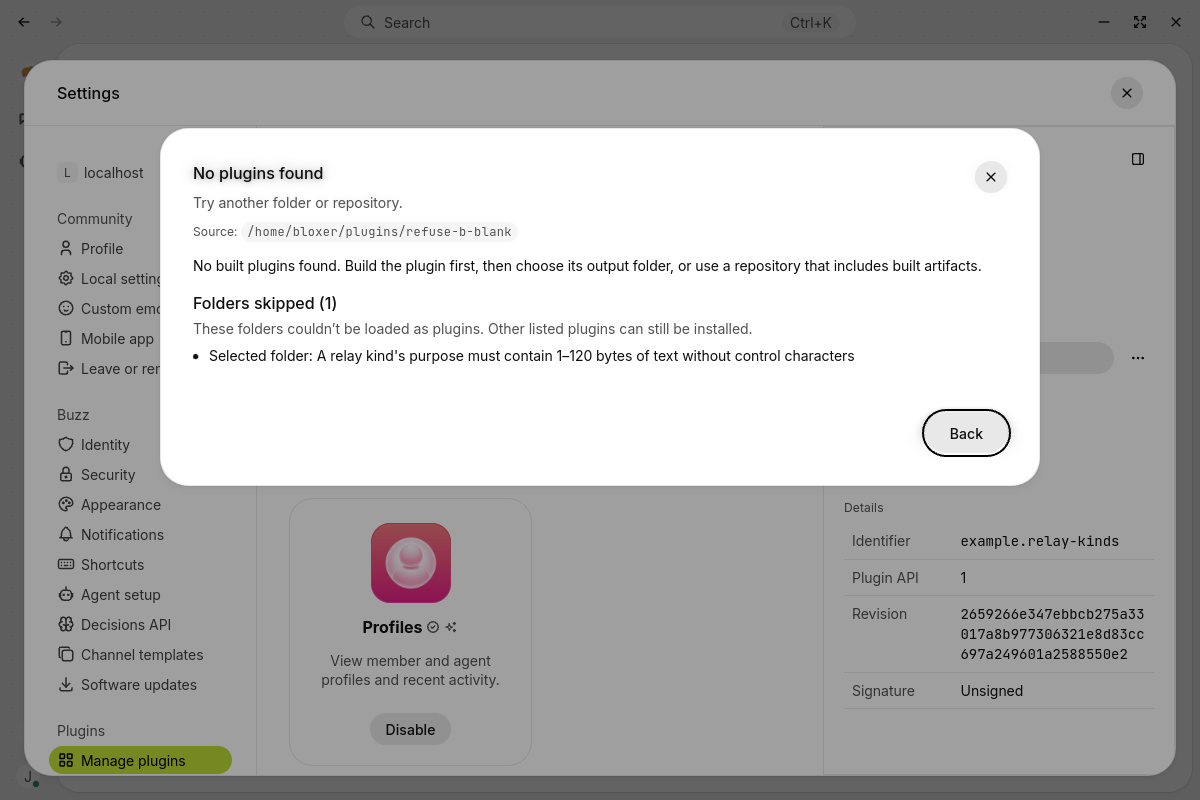 Search
Ctrl+K
Settings
L localhost
Community
Profile
Local setting
Custom emo
Mobile app
Leave or rer
Buzz
Identity
Security
Appearance
Notifications
Shortcuts
Agent setup
Decisions API
Channel templates
Software updates
Plugins
Manage plugins
J
No plugins found
Try another folder or repository.
Source: /home/bloxer/plugins/refuse-b-blank
No built plugins found. Build the plugin first, then choose its output folder, or use a repository that includes built artifacts.
Folders skipped (1)
These folders couldn’t be loaded as plugins. Other listed plugins can still be installed.
• Selected folder: A relay kind's purpose must contain 1–120 bytes of text without control characters
Back
Profiles
View member and agent
profiles and recent activity.
Disable
Details
Identifier example.relay-kinds
Plugin API 1
Revision 2659266e347ebbcb275a33
017a8b977306321e8d83cc
697a249601a2588550e2
Signature Unsigned